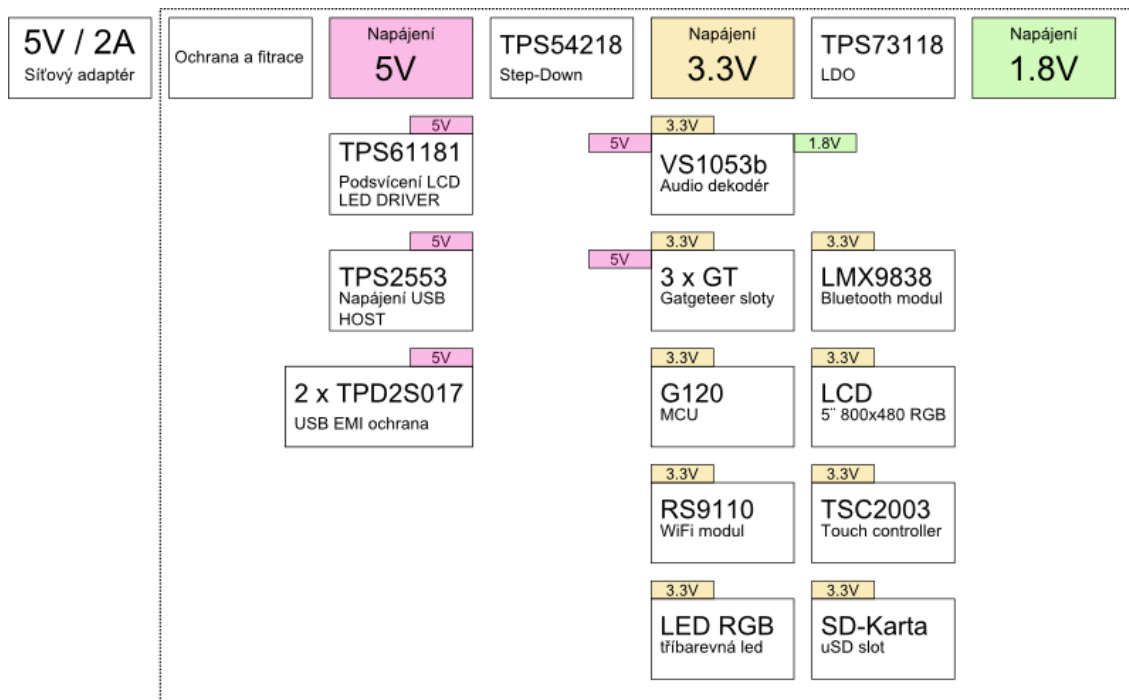 5V / 2A
Síťový adaptér
Ochrana a fitrace
Napájení
5V
TPS54218
Step-Down
Napájení
3.3V
TPS73118
LDO
Napájení
1.8V
5V
TPS61181
Podsvícení LCD
LED DRIVER
3.3V
5V
1.8V
VS1053b
Audio dekodér
5V
TPS2553
Napájení USB
HOST
3.3V
5V
3 x GT
Gatgeteer sloty
3.3V
LMX9838
Bluetooth modul
5V
2 x TPD2S017
USB EMI ochrana
3.3V
G120
MCU
3.3V
LCD
5¨ 800x480 RGB
3.3V
RS9110
WiFi modul
3.3V
TSC2003
Touch controller
3.3V
LED RGB
tříbarevná led
3.3V
SD-Karta
uSD slot